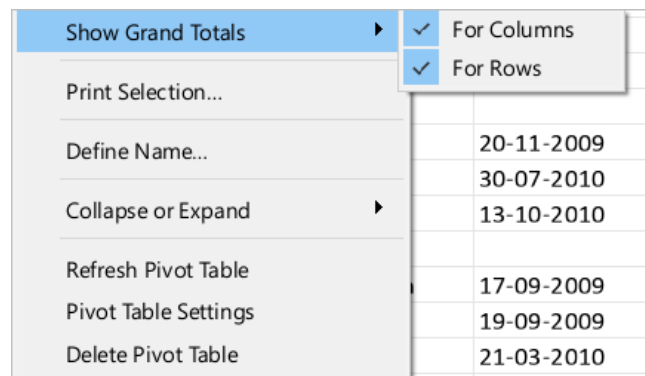 Show Grand Totals
For Columns
For Rows
Print Selection...
Define Name...
20-11-2009
30-07-2010
Collapse or Expand
13-10-2010
Refresh Pivot Table
17-09-2009
Pivot Table Settings
19-09-2009
Delete Pivot Table
21-03-2010